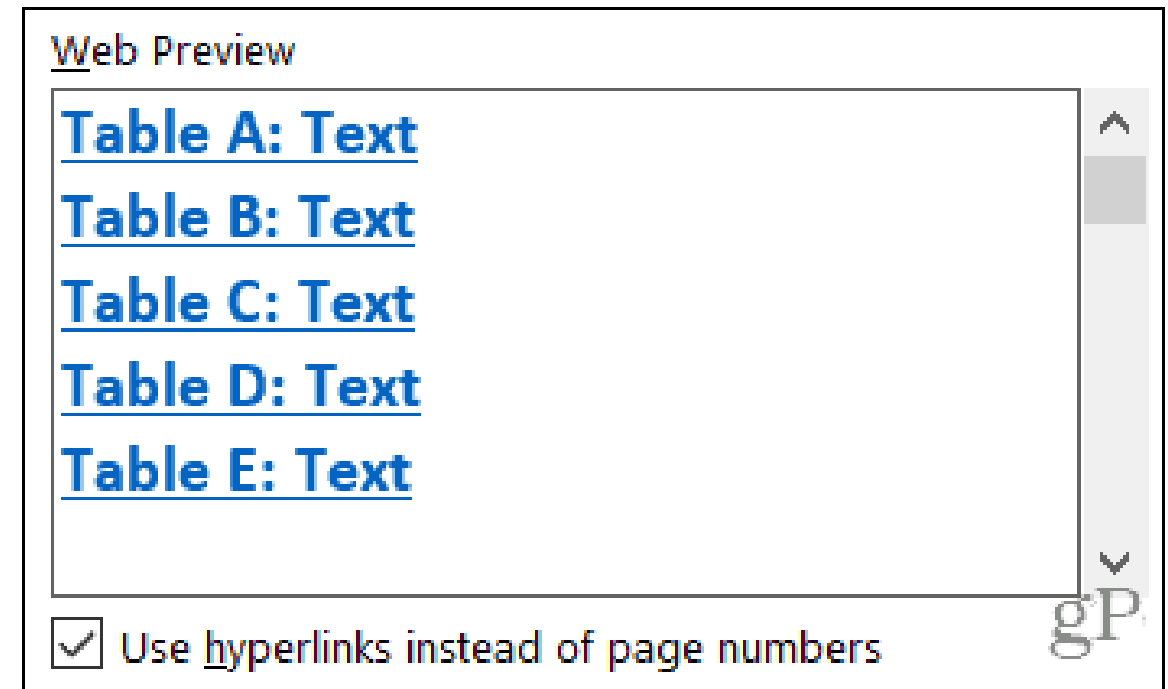 Web Preview
Table A: Text
Table B: Text
Table C: Text
Table D: Text
Table E: Text
gP
Use hyperlinks instead of page numbers